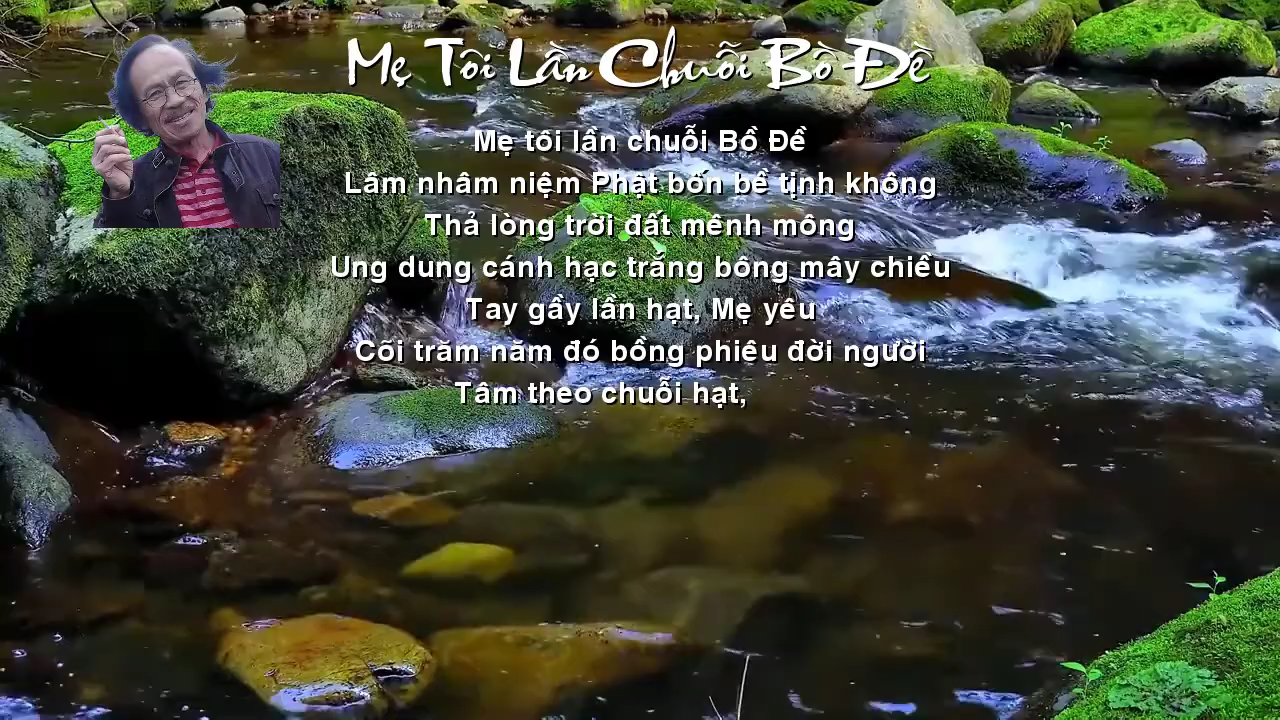 Mẹ Tôi Lần Chuỗi Bồ Đề
Mẹ tôi lần chuỗi Bồ Đề
Lâm nhâm niệm Phật bốn bề tịnh không
Thả lòng trời đất mênh mông
Ung dung cánh hạc trắng bông mây chiều
Tay gầy lần hạt, Mẹ yêu
Cõi trăm năm đó bồng phiêu đời người
Tâm theo chuỗi hạt,